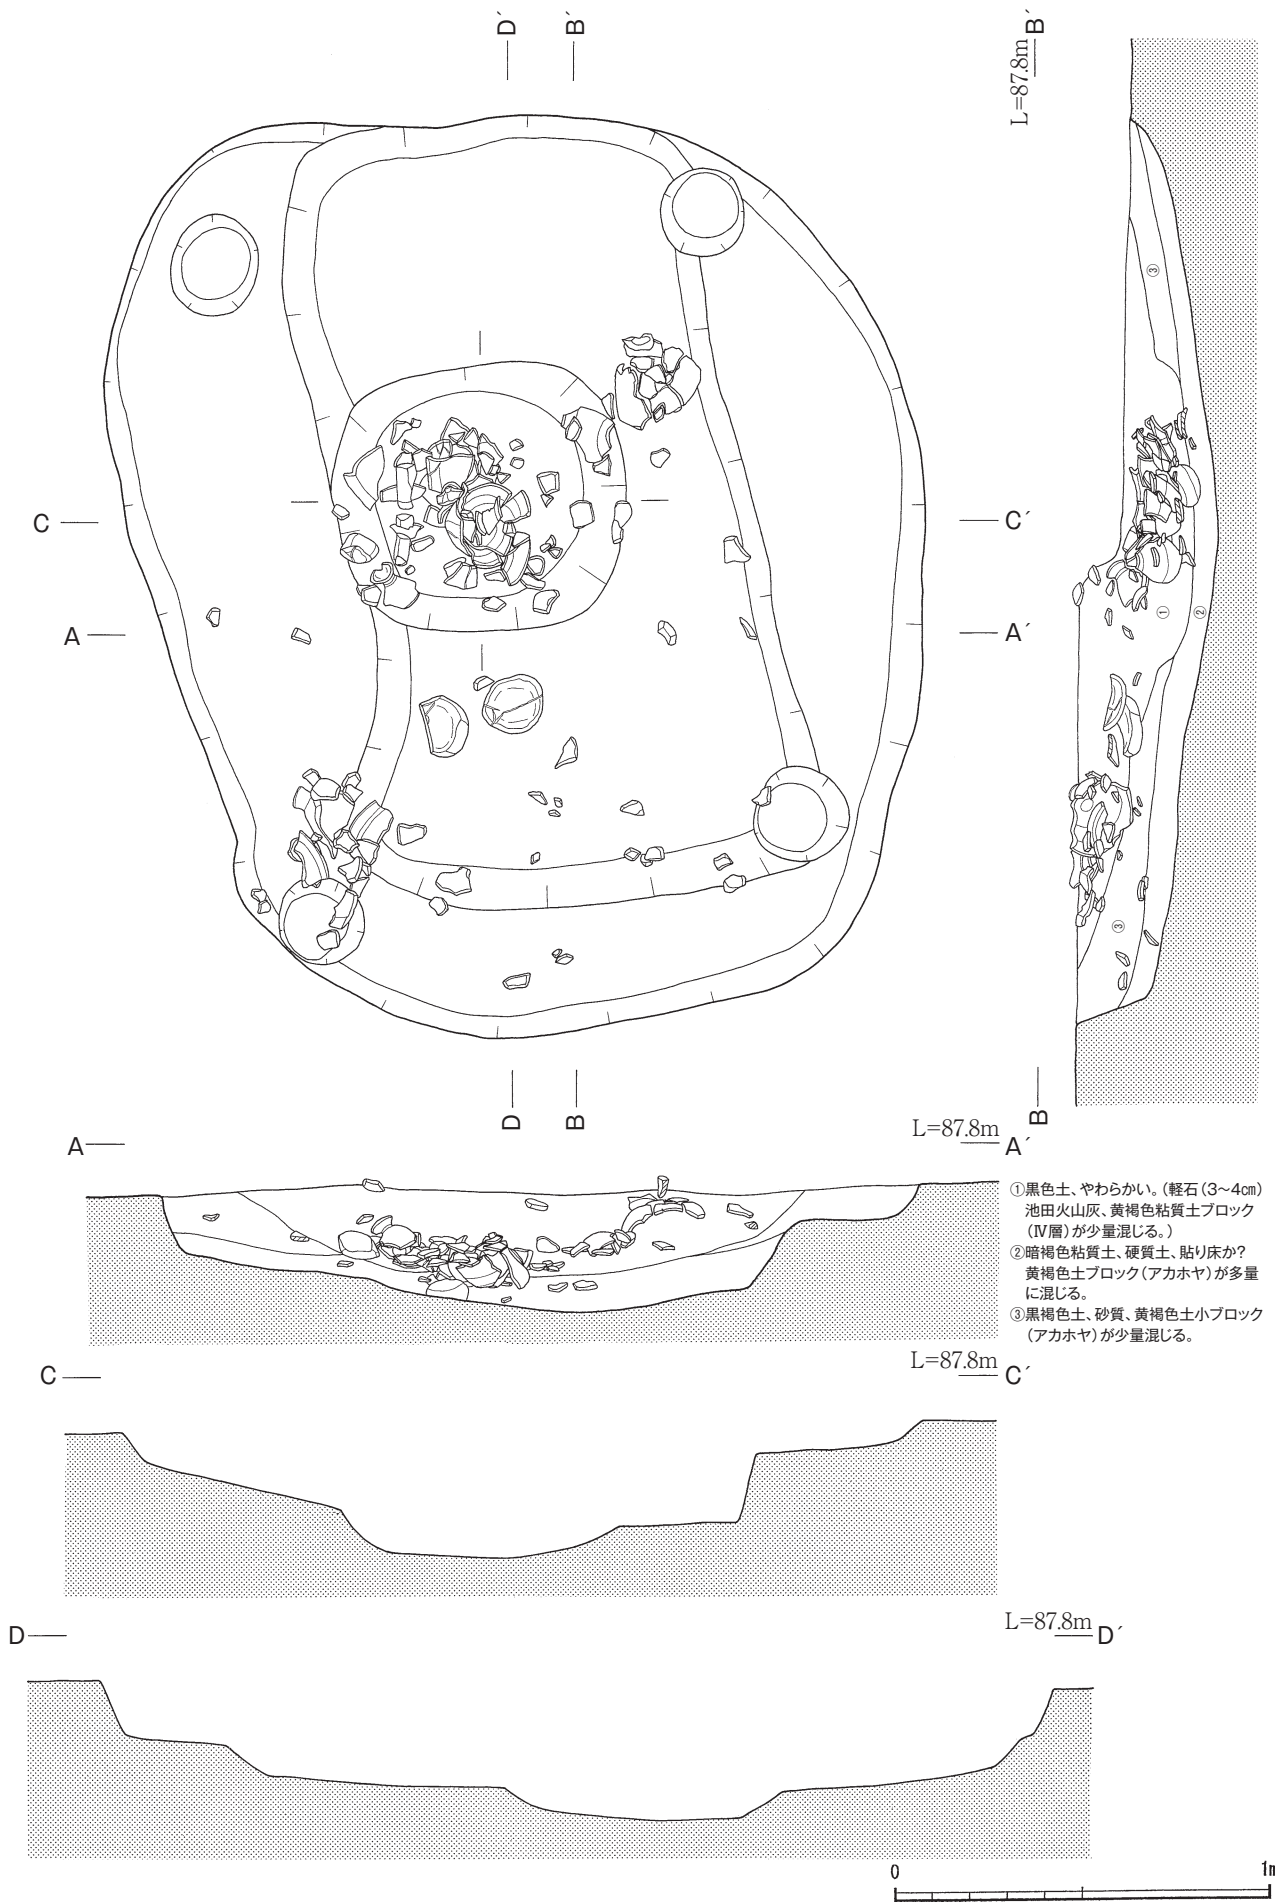 D´
B´
L=87.8m
B´
③
C
C´
A
A´
①
②
③
D
B
B
L=87.8m
A
A´
①黒色土、やわらかい。(軽石(3～4㎝)
池田火山灰、黄褐色粘質土ブロック
(Ⅳ層)が少量混じる。)
②暗褐色粘質土、硬質土、貼り床か?
黄褐色土ブロック(アカホヤ)が多量
に混じる。
③黒褐色土、砂質、黄褐色土小ブロック
(アカホヤ)が少量混じる。
L=87.8m
C
C´
L=87.8m
D
D´
0
1m